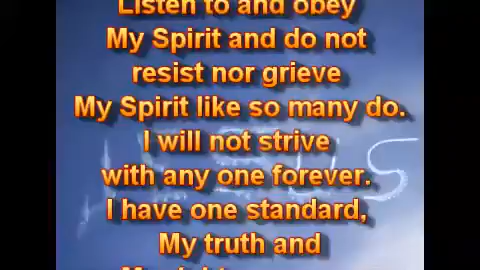 Listen to and obey
My Spirit and do not
resist nor grieve
My Spirit like so many do.
I will not strive
with any one forever.
I have one standard,
My truth and